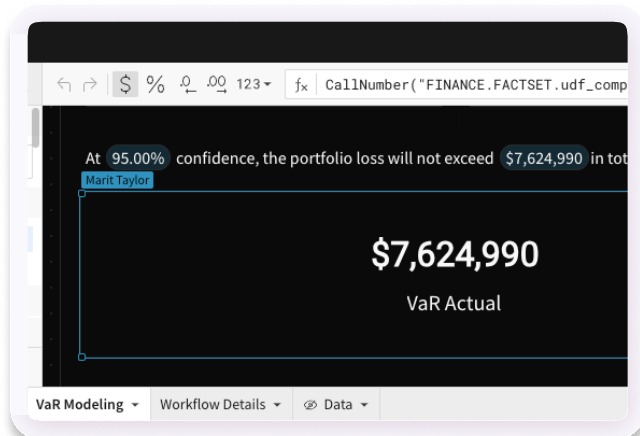 $ % .0 .00 123 fx CallNumber("FINANCE.FACTSET.udf_comp
At 95.00% confidence, the portfolio loss will not exceed $7,624,990 in tot
Marit Taylor
$7,624,990
VaR Actual
VaR Modeling Workflow Details Data